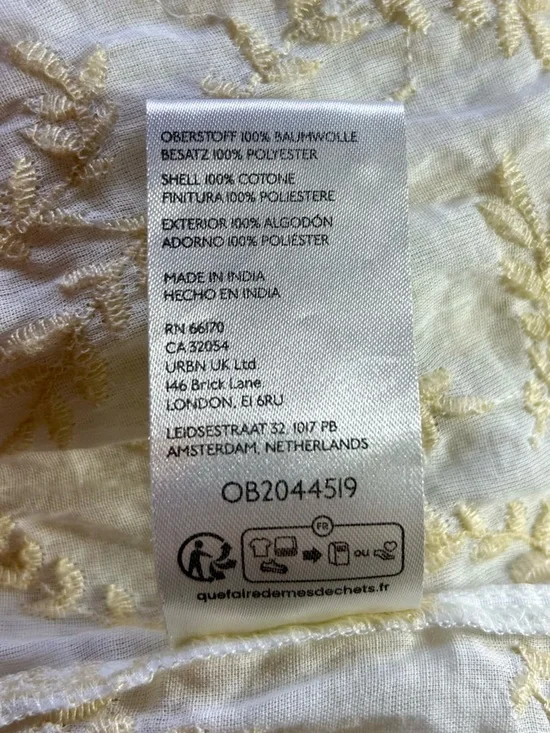 OBERSTOFF 100% BAUMWOLLE
BESATZ 100% POLYESTER
SHELL 100% COTONE
FINITURA 100% POLIESTERE
EXTERIOR 100% ALGODÓN
ADORNO 100% POLIÉSTER
MADE IN INDIA
HECHO EN INDIA
RN 66170
CA 32054
URBN UK Ltd.
146 Brick Lane.
LONDON, E1 6RU
LEIDSESTRAAT 32, 1017 PB
AMSTERDAM, NETHERLANDS
OB2044519
FR
ou
quefairedemesdechets.fr